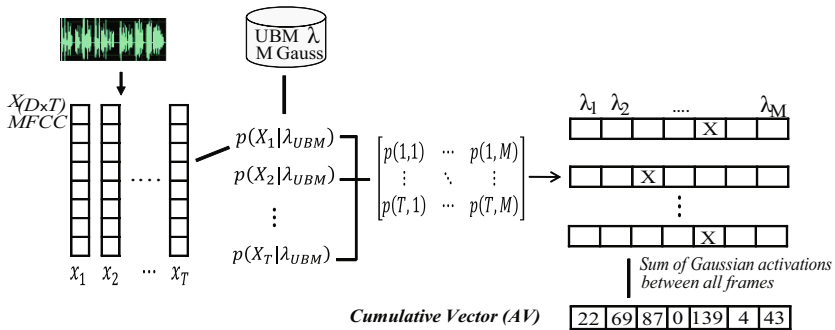 UBM λ
M Gauss
X(D×T)
MFCC
x1 x2 ... xT
p(X1|λUBM)
p(X2|λUBM)
⋮
p(XT|λUBM)
p(1,1) ⋯ p(1,M)
⋮ ⋱ ⋮
p(T,1) ⋯ p(T,M)
λ1 λ2 .... λM
X
X
⋮
X
Sum of Gaussian activations
between all frames
Cumulative Vector (AV) 22 69 87 0 139 4 43